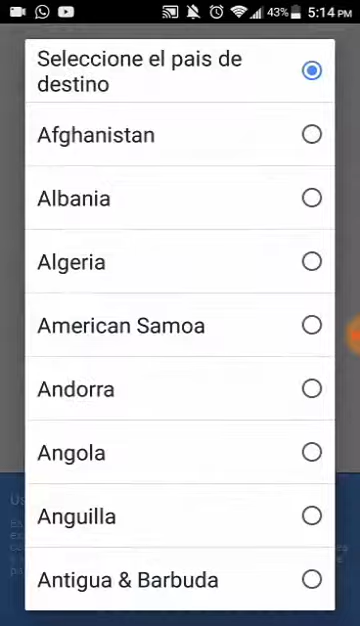 43% 5:14 PM
Seleccione el pais de
destino
Afghanistan
Albania
Algeria
American Samoa
Andorra
Angola
Anguilla
Antigua & Barbuda